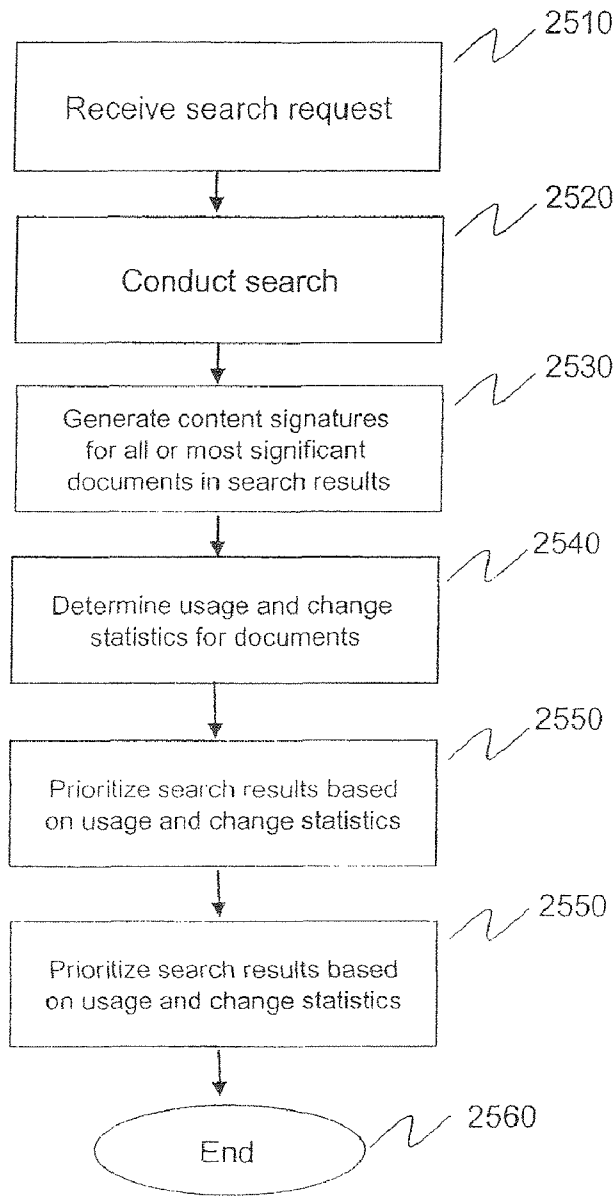 2510
Receive search request
2520
Conduct search
2530
Generate content signatures
for all or most significant
documents in search results
2540
Determine usage and change
statistics for documents
2550
Prioritize search results based
on usage and change statistics
2550
Prioritize search results based
on usage and change statistics
2560
End